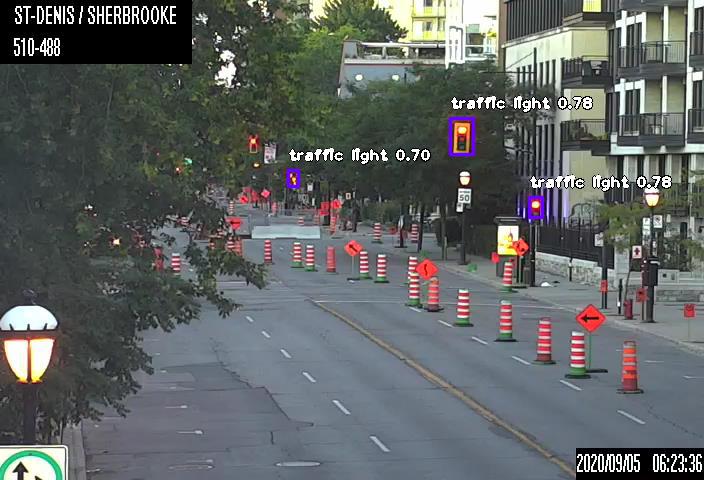 ST-DENIS / SHERBROOKE
510-488
traffic light 0.78
traffic light 0.70
traffic light 0.78
50
2020/09/05 06:23:36